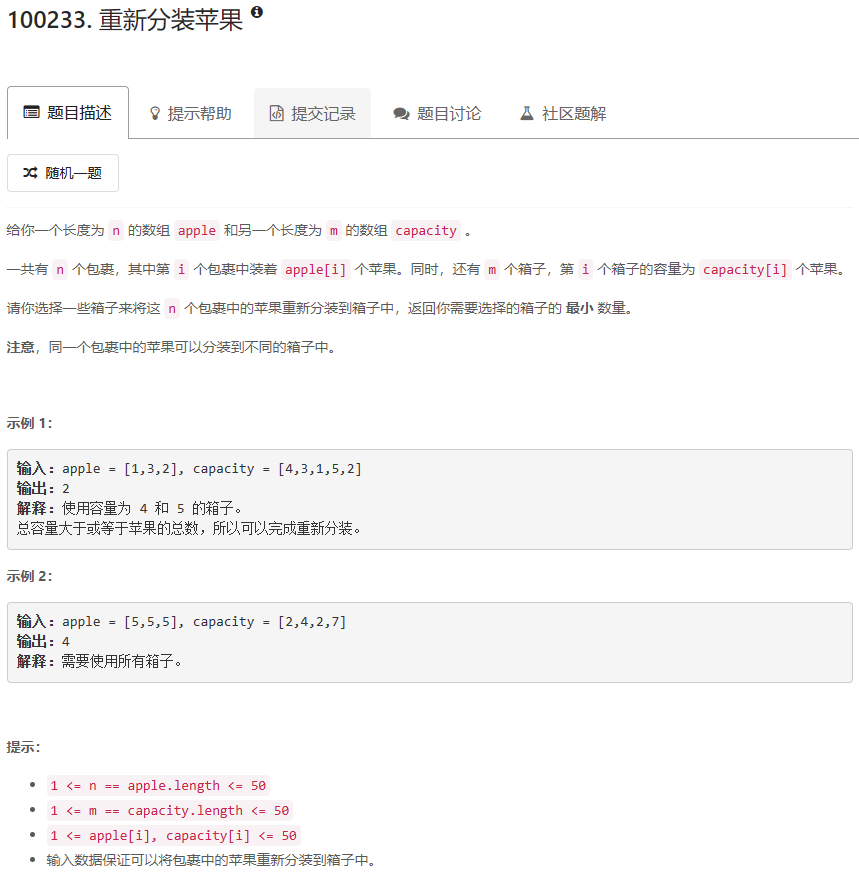 100233. 重新分装苹果
题目描述 提示帮助 提交记录 题目讨论 社区题解
随机一题
给你一个长度为 n 的数组 apple 和另一个长度为 m 的数组 capacity 。
一共有 n 个包裹，其中第 i 个包裹中装着 apple[i] 个苹果。同时，还有 m 个箱子，第 i 个箱子的容量为 capacity[i] 个苹果。
请你选择一些箱子来将这 n 个包裹中的苹果重新分装到箱子中，返回你需要选择的箱子的 最小 数量。
注意，同一个包裹中的苹果可以分装到不同的箱子中。
示例 1：
输入：apple = [1,3,2], capacity = [4,3,1,5,2]
输出：2
解释：使用容量为 4 和 5 的箱子。
总容量大于或等于苹果的总数，所以可以完成重新分装。
示例 2：
输入：apple = [5,5,5], capacity = [2,4,2,7]
输出：4
解释：需要使用所有箱子。
提示：
1 <= n == apple.length <= 50
1 <= m == capacity.length <= 50
1 <= apple[i], capacity[i] <= 50
输入数据保证可以将包裹中的苹果重新分装到箱子中。